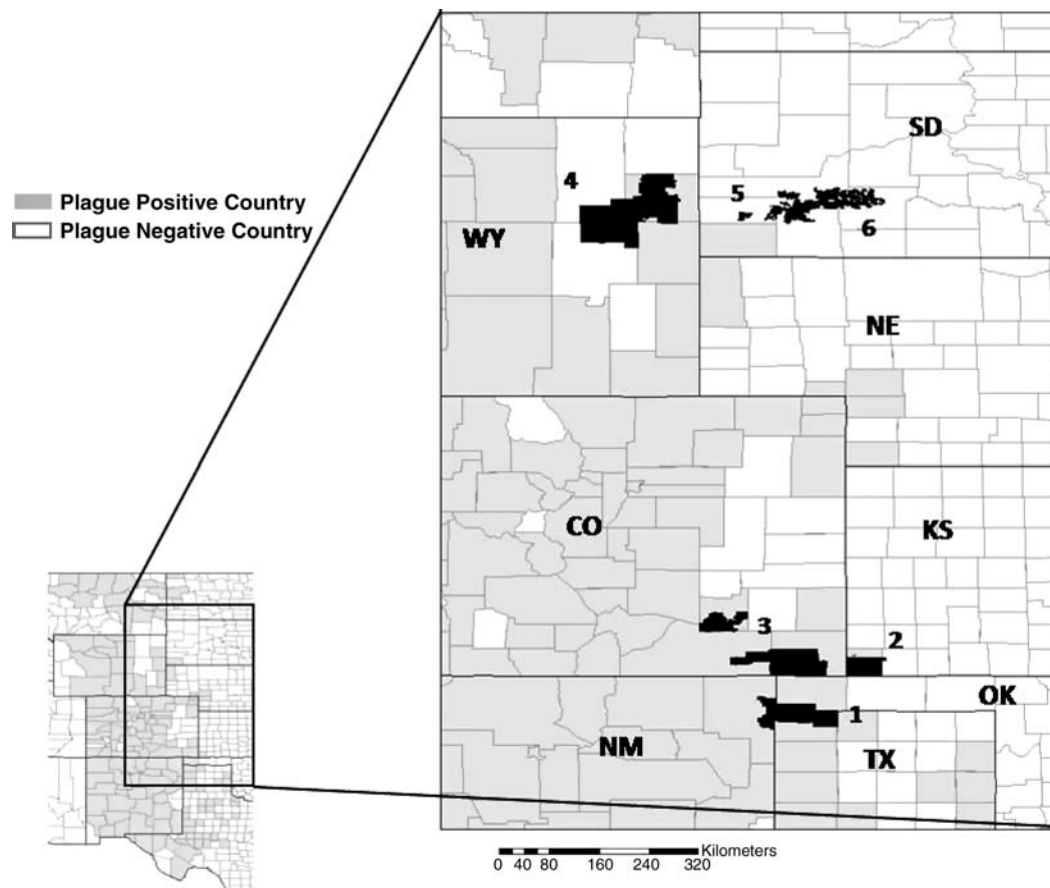 Plague Positive Country
Plague Negative Country
SD
4
5
6
WY
NE
CO
KS
3
2
OK
1
NM
TX
0 40 80 160 240 320 Kilometers